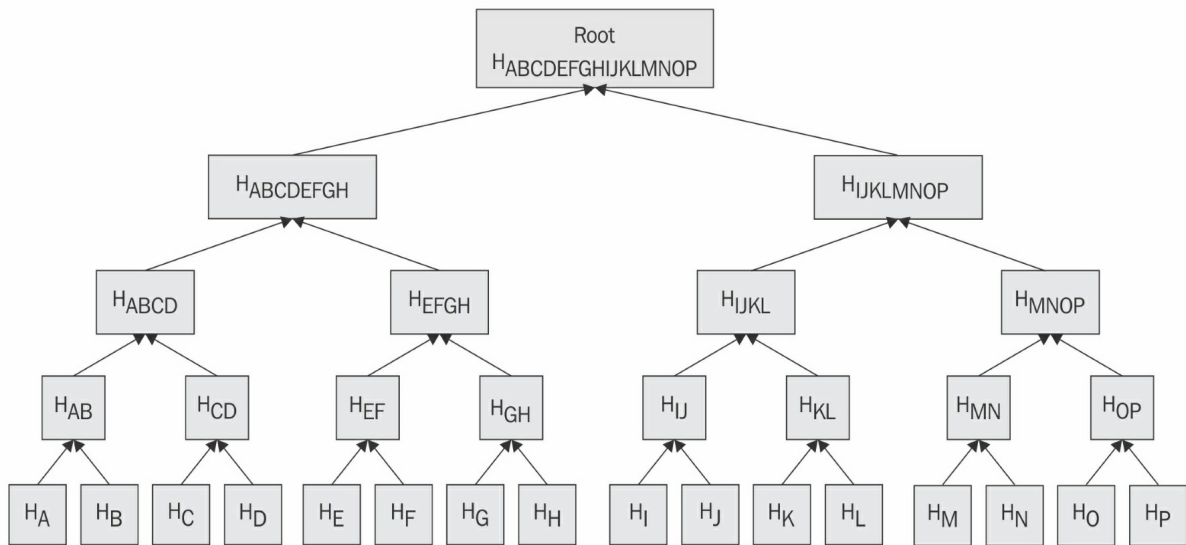 Root
HABCDEFGHIJKLMNOP
HABCDEFGH
HIJKLMNOP
HABCD
HEFGH
HIJKL
HMNOP
HAB
HCD
HEF
HGH
HIJ
HKL
HMN
HOP
HA
HB
HC
HD
HE
HF
HG
HH
HI
HJ
HK
HL
HM
HN
HO
HP